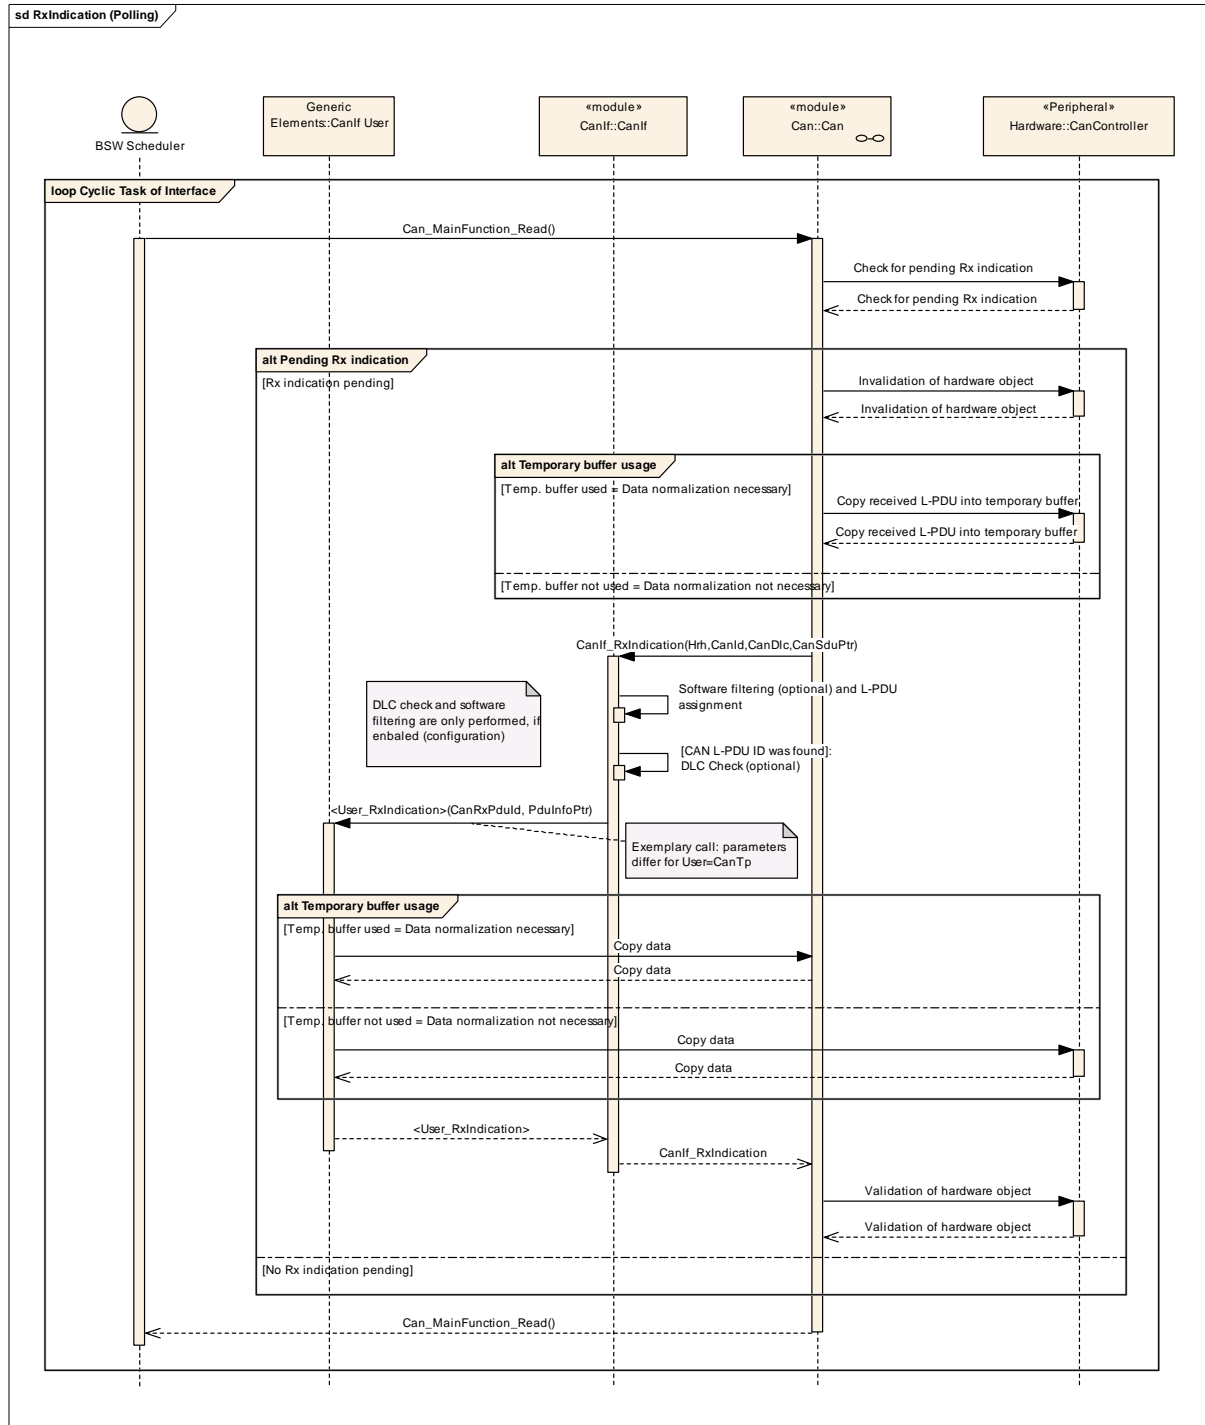 sd RxIndication (Polling)
BSW Scheduler
Generic
Elements::CanIf User
«module»
CanIf::CanIf
«module»
Can::Can
«Peripheral»
Hardware::CanController
loop Cyclic Task of Interface
Can_MainFunction_Read()
Check for pending Rx indication
Check for pending Rx indication
alt Pending Rx indication
[Rx indication pending]
Invalidation of hardware object
Invalidation of hardware object
alt Temporary buffer usage
[Temp. buffer used = Data normalization necessary]
Copy received L-PDU into temporary buffer
Copy received L-PDU into temporary buffer
[Temp. buffer not used = Data normalization not necessary]
CanIf_RxIndication(Hrh,CanId,CanDlc,CanSduPtr)
Software filtering (optional) and L-PDU
assignment
DLC check and software
filtering are only performed, if
enbaled (configuration)
[CAN L-PDU ID was found]:
DLC Check (optional)
<User_RxIndication>(CanRxPduId, PduInfoPtr)
Exemplary call: parameters
differ for User=CanTp
alt Temporary buffer usage
[Temp. buffer used = Data normalization necessary]
Copy data
Copy data
[Temp. buffer not used = Data normalization not necessary]
Copy data
Copy data
<User_RxIndication>
CanIf_RxIndication
Validation of hardware object
Validation of hardware object
[No Rx indication pending]
Can_MainFunction_Read()